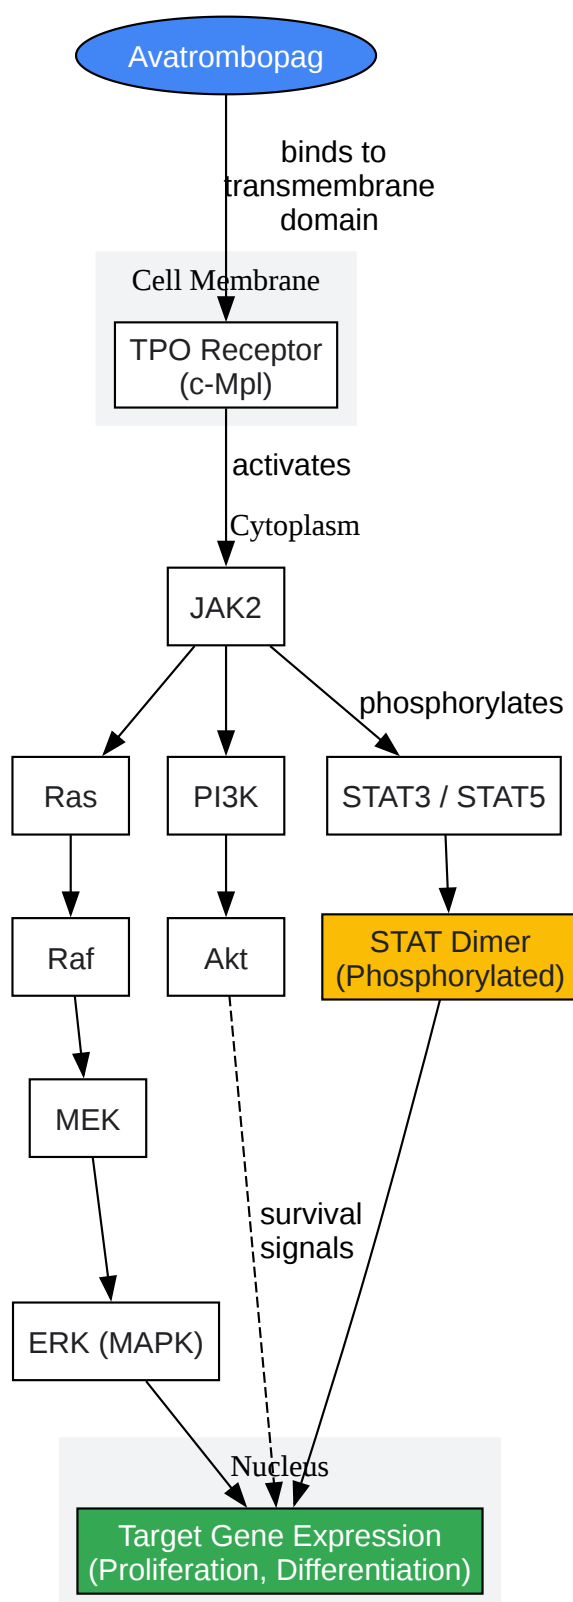 Avatrombopag
binds to
transmembrane
domain
Cell Membrane
TPO Receptor
(c-Mpl)
activates
Cytoplasm
JAK2
phosphorylates
Ras
PI3K
STAT3 / STAT5
Raf
Akt
STAT Dimer
(Phosphorylated)
MEK
survival
signals
ERK (MAPK)
Nucleus
Target Gene Expression
(Proliferation, Differentiation)